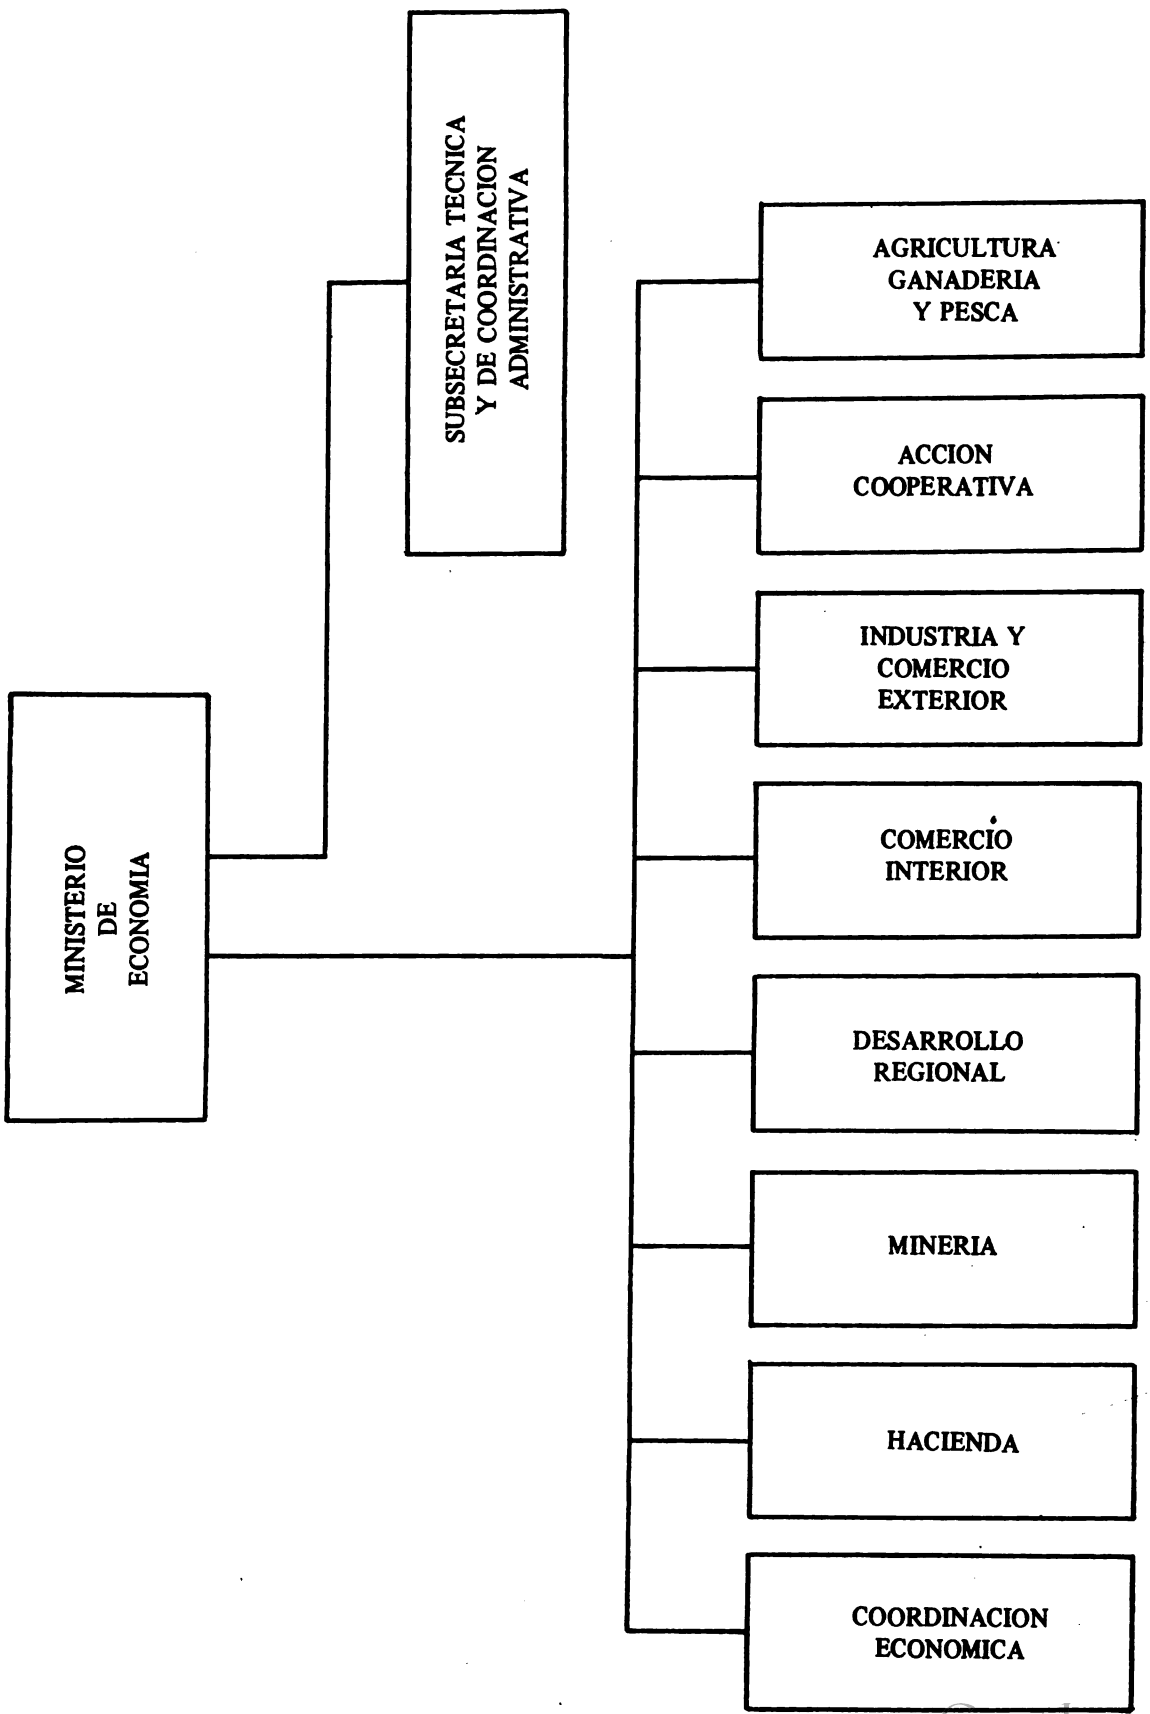 MINISTERIO
DE
ECONOMIA
SUBSECRETARIA TECNICA
Y DE COORDINACION
ADMINISTRATIVA
AGRICULTURA
GANADERIA
Y PESCA
ACCION
COOPERATIVA
INDUSTRIA Y
COMERCIO
EXTERIOR
COMERCIO
INTERIOR
DESARROLLO
REGIONAL
MINERIA
HACIENDA
COORDINACION
ECONOMICA